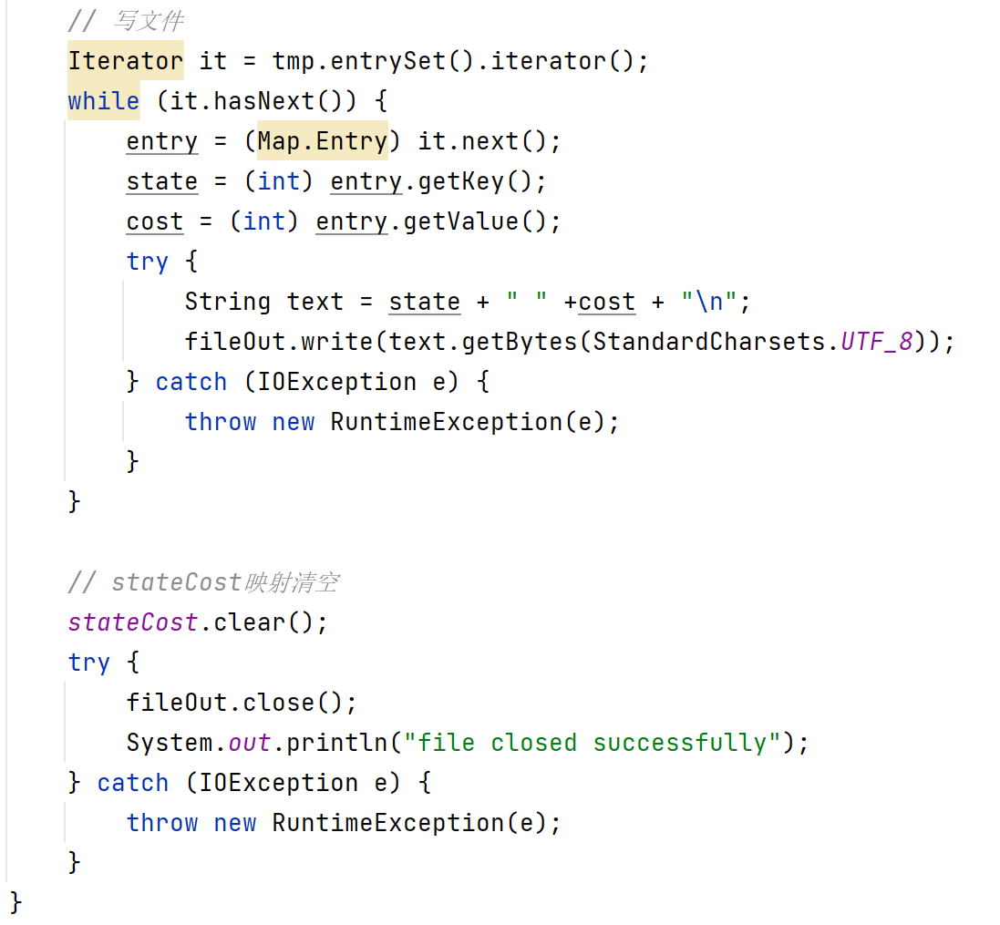 // 写文件
Iterator it = tmp.entrySet().iterator();
while (it.hasNext()) {
entry = (Map.Entry) it.next();
state = (int) entry.getKey();
cost = (int) entry.getValue();
try {
String text = state + " " +cost + "\n";
fileOut.write(text.getBytes(StandardCharsets.UTF_8));
} catch (IOException e) {
throw new RuntimeException(e);
}
}
// stateCost映射清空
stateCost.clear();
try {
fileOut.close();
System.out.println("file closed successfully");
} catch (IOException e) {
throw new RuntimeException(e);
}
}